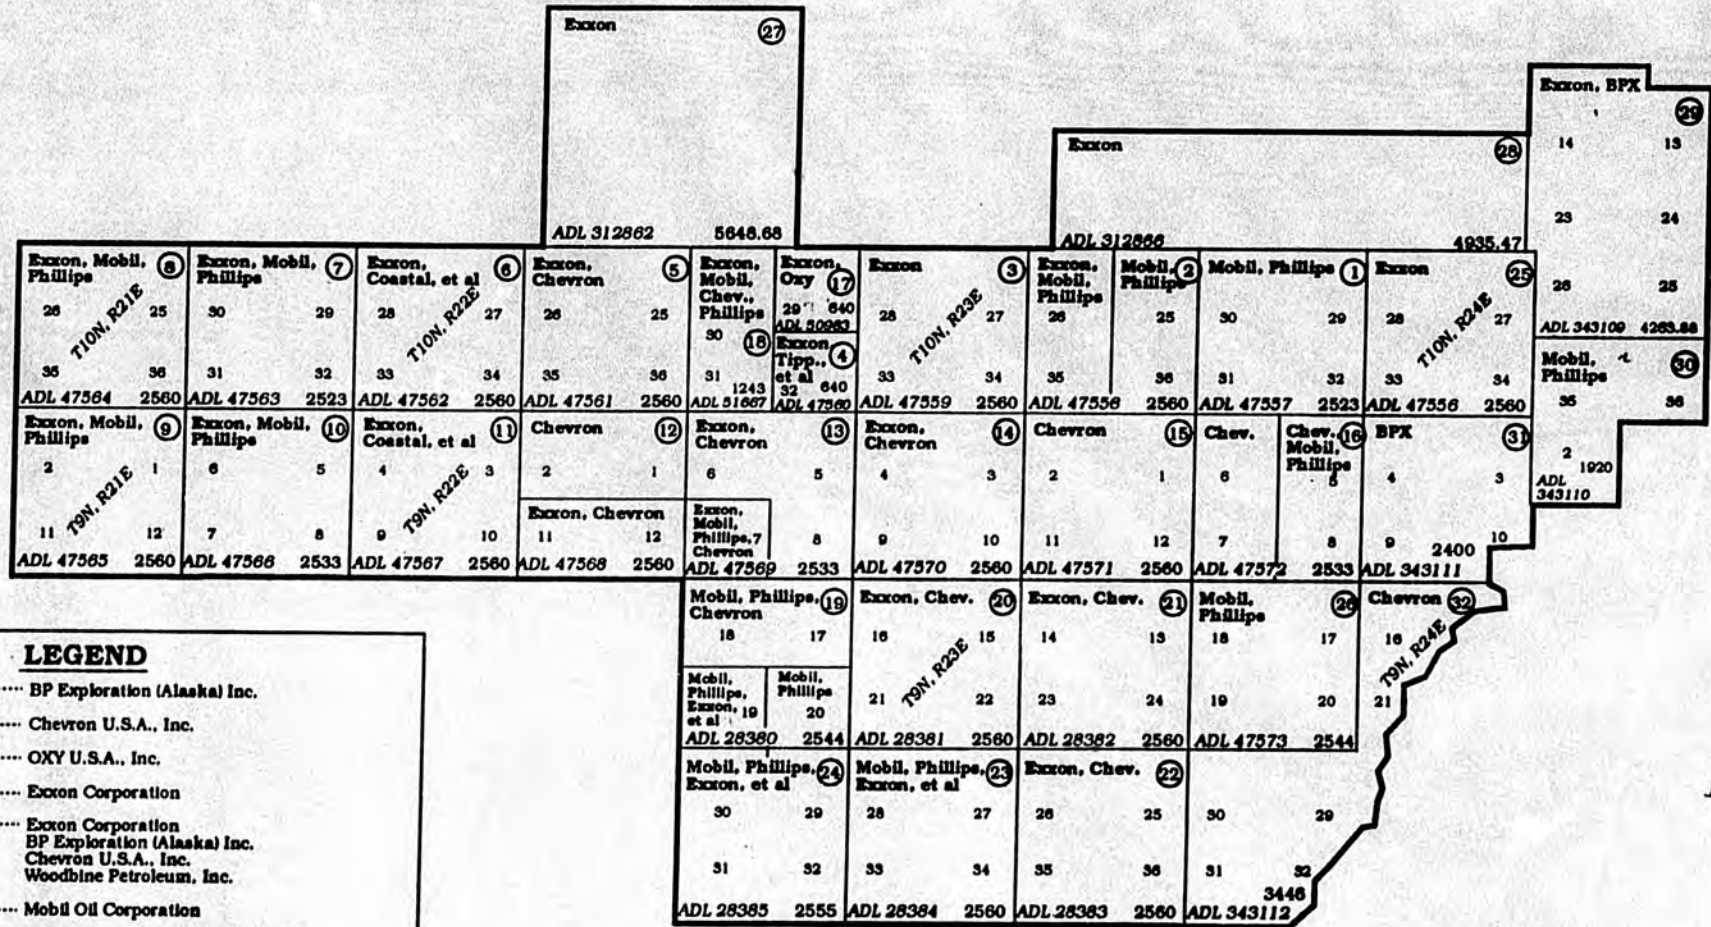 Exxon 27
ADL 312862 5648.68
Exxon, BPX 29
14 13
23 24
26 25
ADL 343109 4263.88
Exxon 28
ADL 312866 4935.47
Exxon, Mobil, Phillips 8
26 25
T10N, R21E
35 36
ADL 47564 2560
Exxon, Mobil, Phillips 7
30 29
31 32
ADL 47563 2523
Exxon, Coastal, et al 6
28 27
T10N, R22E
33 34
ADL 47562 2560
Exxon, Chevron 5
26 25
35 36
ADL 47561 2560
Exxon, Mobil, Chev., Phillips
30 18
31 1243
ADL 51667
Exxon, Oxy 17
29 640
ADL 50983
Exxon, Tipp., et al 4
32 640
ADL 47560
Exxon 3
28 27
T10N, R23E
33 34
ADL 47559 2560
Exxon, Mobil, Phillips
26
35
Mobil, Phillips 2
25
36
ADL 47556 2560
Mobil, Phillips 1
30 29
31 32
ADL 47557 2523
Exxon 25
28 27
T10N, R24E
33 34
ADL 47556 2560
Mobil, Phillips 30
35 36
2 1920
ADL 343110
Exxon, Mobil, Phillips 9
2 1
T9N, R21E
11 12
ADL 47565 2560
Exxon, Mobil, Phillips 10
6 5
7 8
ADL 47566 2533
Exxon, Coastal, et al 11
4 3
T9N, R22E
9 10
ADL 47567 2560
Chevron 12
2 1
Exxon, Chevron
11 12
ADL 47568 2560
Exxon, Chevron 13
6 5
Exxon, Mobil, Phillips, 7 Chevron
8
ADL 47569 2533
Exxon, Chevron 14
4 3
9 10
ADL 47570 2560
Chevron 15
2 1
11 12
ADL 47571 2560
Chev.
6
7
Chev., Mobil, Phillips 16
5
8
ADL 47572 2533
BPX 31
4 3
9 2400 10
ADL 343111
Mobil, Phillips, Chevron 19
18 17
Mobil, Phillips, Exxon, 19 et al
Mobil, Phillips
20
ADL 28380 2544
Exxon, Chev. 20
16 15
T9N, R23E
21 22
ADL 28381 2560
Exxon, Chev. 21
14 13
23 24
ADL 28382 2560
Mobil, Phillips 26
18 17
19 20
ADL 47573 2544
Chevron 32
16
T9N, R24E
21
Mobil, Phillips, Exxon, et al 24
30 29
31 32
ADL 28385 2555
Mobil, Phillips, Exxon, et al 23
28 27
33 34
ADL 28384 2560
Exxon, Chev. 22
26 25
35 36
ADL 28383 2560
30 29
31 32
3446
ADL 343112
LEGEND
.... BP Exploration (Alaska) Inc.
.... Chevron U.S.A., Inc.
.... OXY U.S.A., Inc.
.... Exxon Corporation
.... Exxon Corporation
BP Exploration (Alaska) Inc.
Chevron U.S.A., Inc.
Woodbine Petroleum, Inc.
.... Mobil Oil Corporation